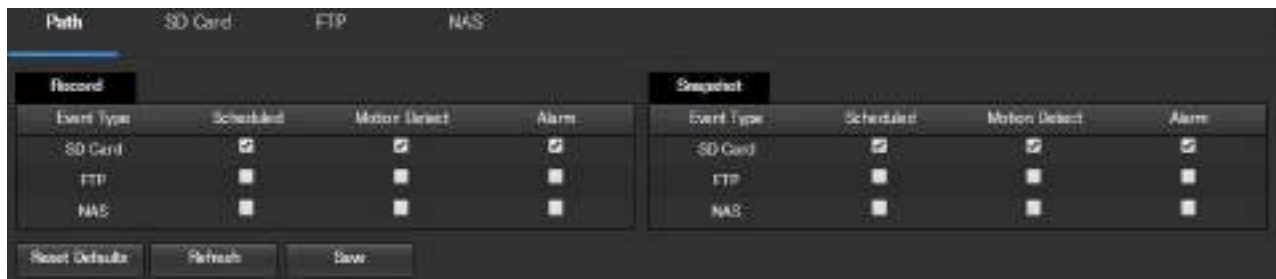 Path SD Card FTP NAS
Record Snapshot
Event Type Scheduled Motion Detect Alarm Event Type Scheduled Motion Detect Alarm
SD Card SD Card
FTP FTP
NAS NAS
Reset Defaults Refresh Save